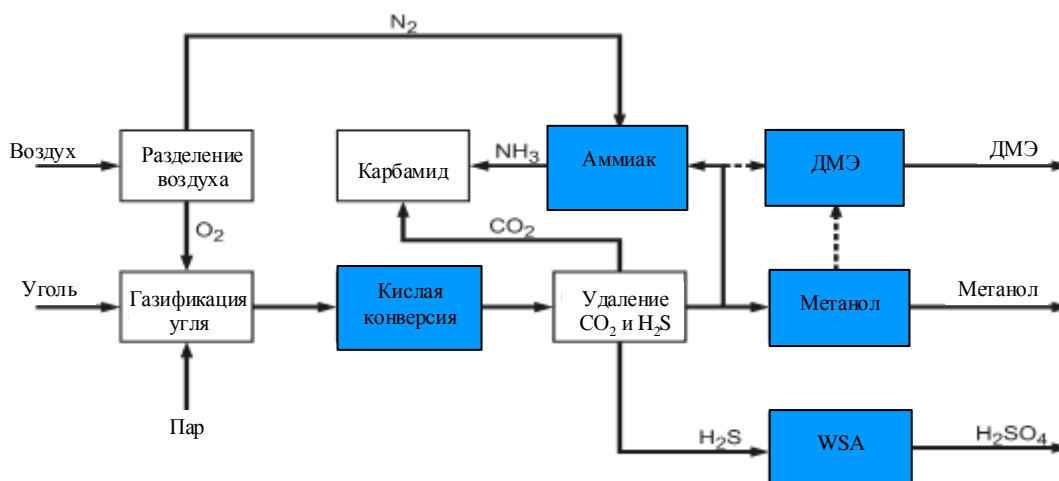 N₂
Воздух
Разделение
воздуха
Карбамид
NH₃
Аммиак
ДМЭ
ДМЭ
O₂
CO₂
Уголь
Газификация
угля
Кислая
конверсия
Удаление
CO₂ и H₂S
Метанол
Метанол
Пар
H₂S
WSA
H₂SO₄